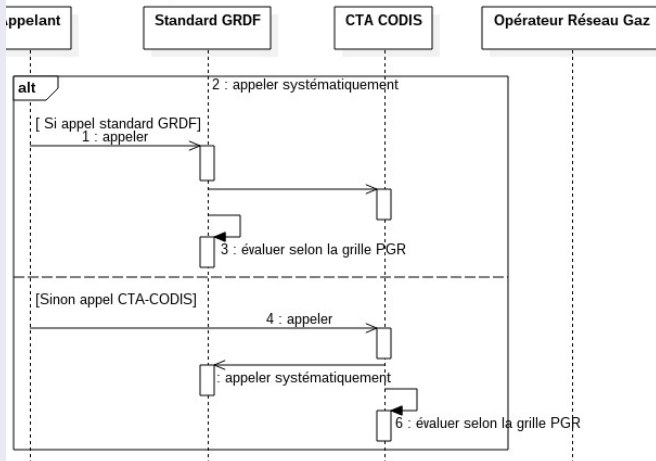 Appelant
Standard GRDF
CTA CODIS
Opérateur Réseau Gaz
alt
2 : appeler systématiquement
[ Si appel standard GRDF]
1 : appeler
3 : évaluer selon la grille PGR
[Sinon appel CTA-CODIS]
4 : appeler
: appeler systématiquement
6 : évaluer selon la grille PGR